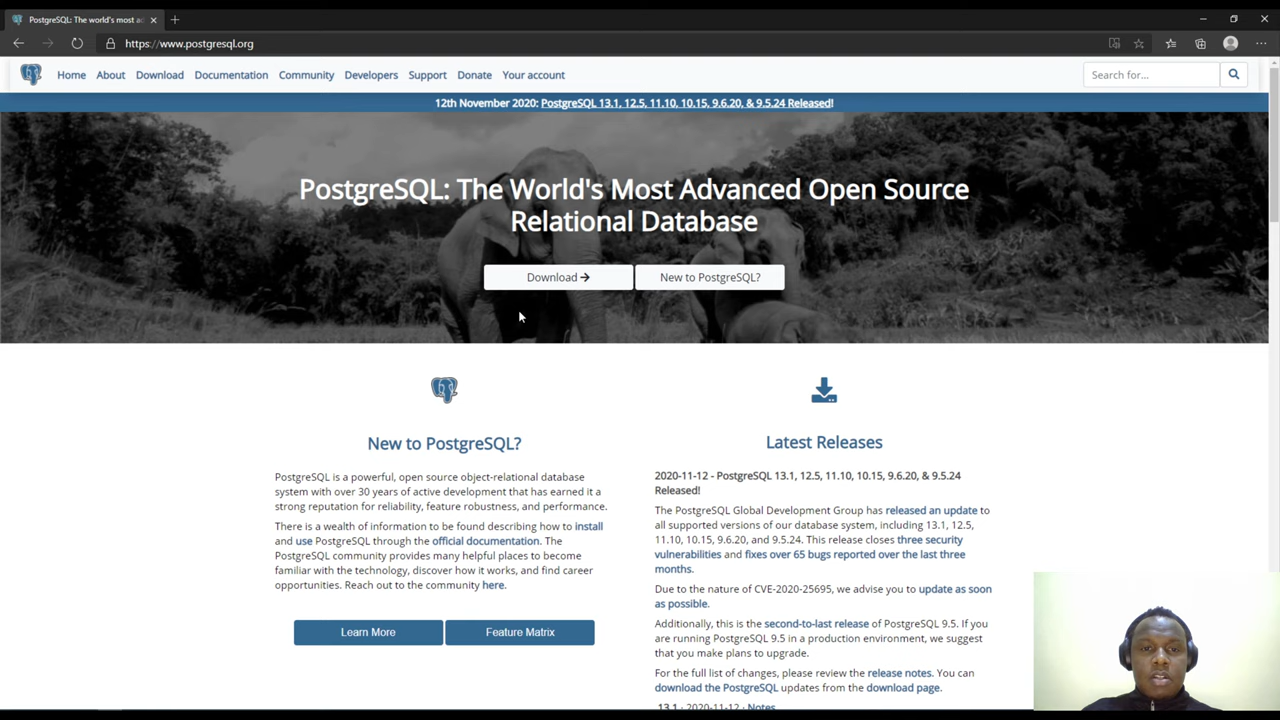 PostgreSQL: The world's most ad
https://www.postgresql.org
Home About Download Documentation Community Developers Support Donate Your account
Search for...
12th November 2020: PostgreSQL 13.1, 12.5, 11.10, 10.15, 9.6.20, & 9.5.24 Released!
PostgreSQL: The World's Most Advanced Open Source
Relational Database
Download
New to PostgreSQL?
New to PostgreSQL?
PostgreSQL is a powerful, open source object-relational database
system with over 30 years of active development that has earned it a
strong reputation for reliability, feature robustness, and performance.
There is a wealth of information to be found describing how to install
and use PostgreSQL through the official documentation. The
PostgreSQL community provides many helpful places to become
familiar with the technology, discover how it works, and find career
opportunities. Reach out to the community here.
Learn More
Feature Matrix
Latest Releases
2020-11-12 - PostgreSQL 13.1, 12.5, 11.10, 10.15, 9.6.20, & 9.5.24
Released!
The PostgreSQL Global Development Group has released an update to
all supported versions of our database system, including 13.1, 12.5,
11.10, 10.15, 9.6.20, and 9.5.24. This release closes three security
vulnerabilities and fixes over 65 bugs reported over the last three
months.
Due to the nature of CVE-2020-25695, we advise you to update as soon
as possible.
Additionally, this is the second-to-last release of PostgreSQL 9.5. If you
are running PostgreSQL 9.5 in a production environment, we suggest
that you make plans to upgrade.
For the full list of changes, please review the release notes. You can
download the PostgreSQL updates from the download page.
13.1 · 2020-11-12 · Notes